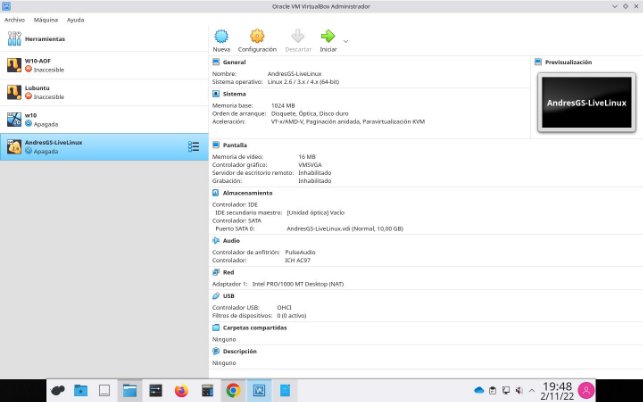 Oracle VM VirtualBox Administrador
Archivo Máquina Ayuda
Herramientas
W10-AOF
Inaccesible
Lubuntu
Inaccesible
w10
Apagada
AndresGS-LiveLinux
Apagada
Nueva Configuración Descartar Iniciar
General
Nombre: AndresGS-LiveLinux
Sistema operativo: Linux 2.6 / 3.x / 4.x (64-bit)
Sistema
Memoria base: 1024 MB
Orden de arranque: Disquete, Óptica, Disco duro
Aceleración: VT-x/AMD-V, Paginación anidada, Paravirtualización KVM
Previsualización
AndresGS-LiveLinux
Pantalla
Memoria de vídeo: 16 MB
Controlador gráfico: VMSVGA
Servidor de escritorio remoto: Inhabilitado
Grabación: Inhabilitado
Almacenamiento
Controlador: IDE
IDE secundario maestro: [Unidad óptica] Vacío
Controlador: SATA
Puerto SATA 0: AndresGS-LiveLinux.vdi (Normal, 10,00 GB)
Audio
Controlador de anfitrión: PulseAudio
Controlador: ICH AC97
Red
Adaptador 1: Intel PRO/1000 MT Desktop (NAT)
USB
Controlador USB: OHCI
Filtros de dispositivos: 0 (0 activo)
Carpetas compartidas
Ninguno
Descripción
Ninguno
19:48
2/11/22